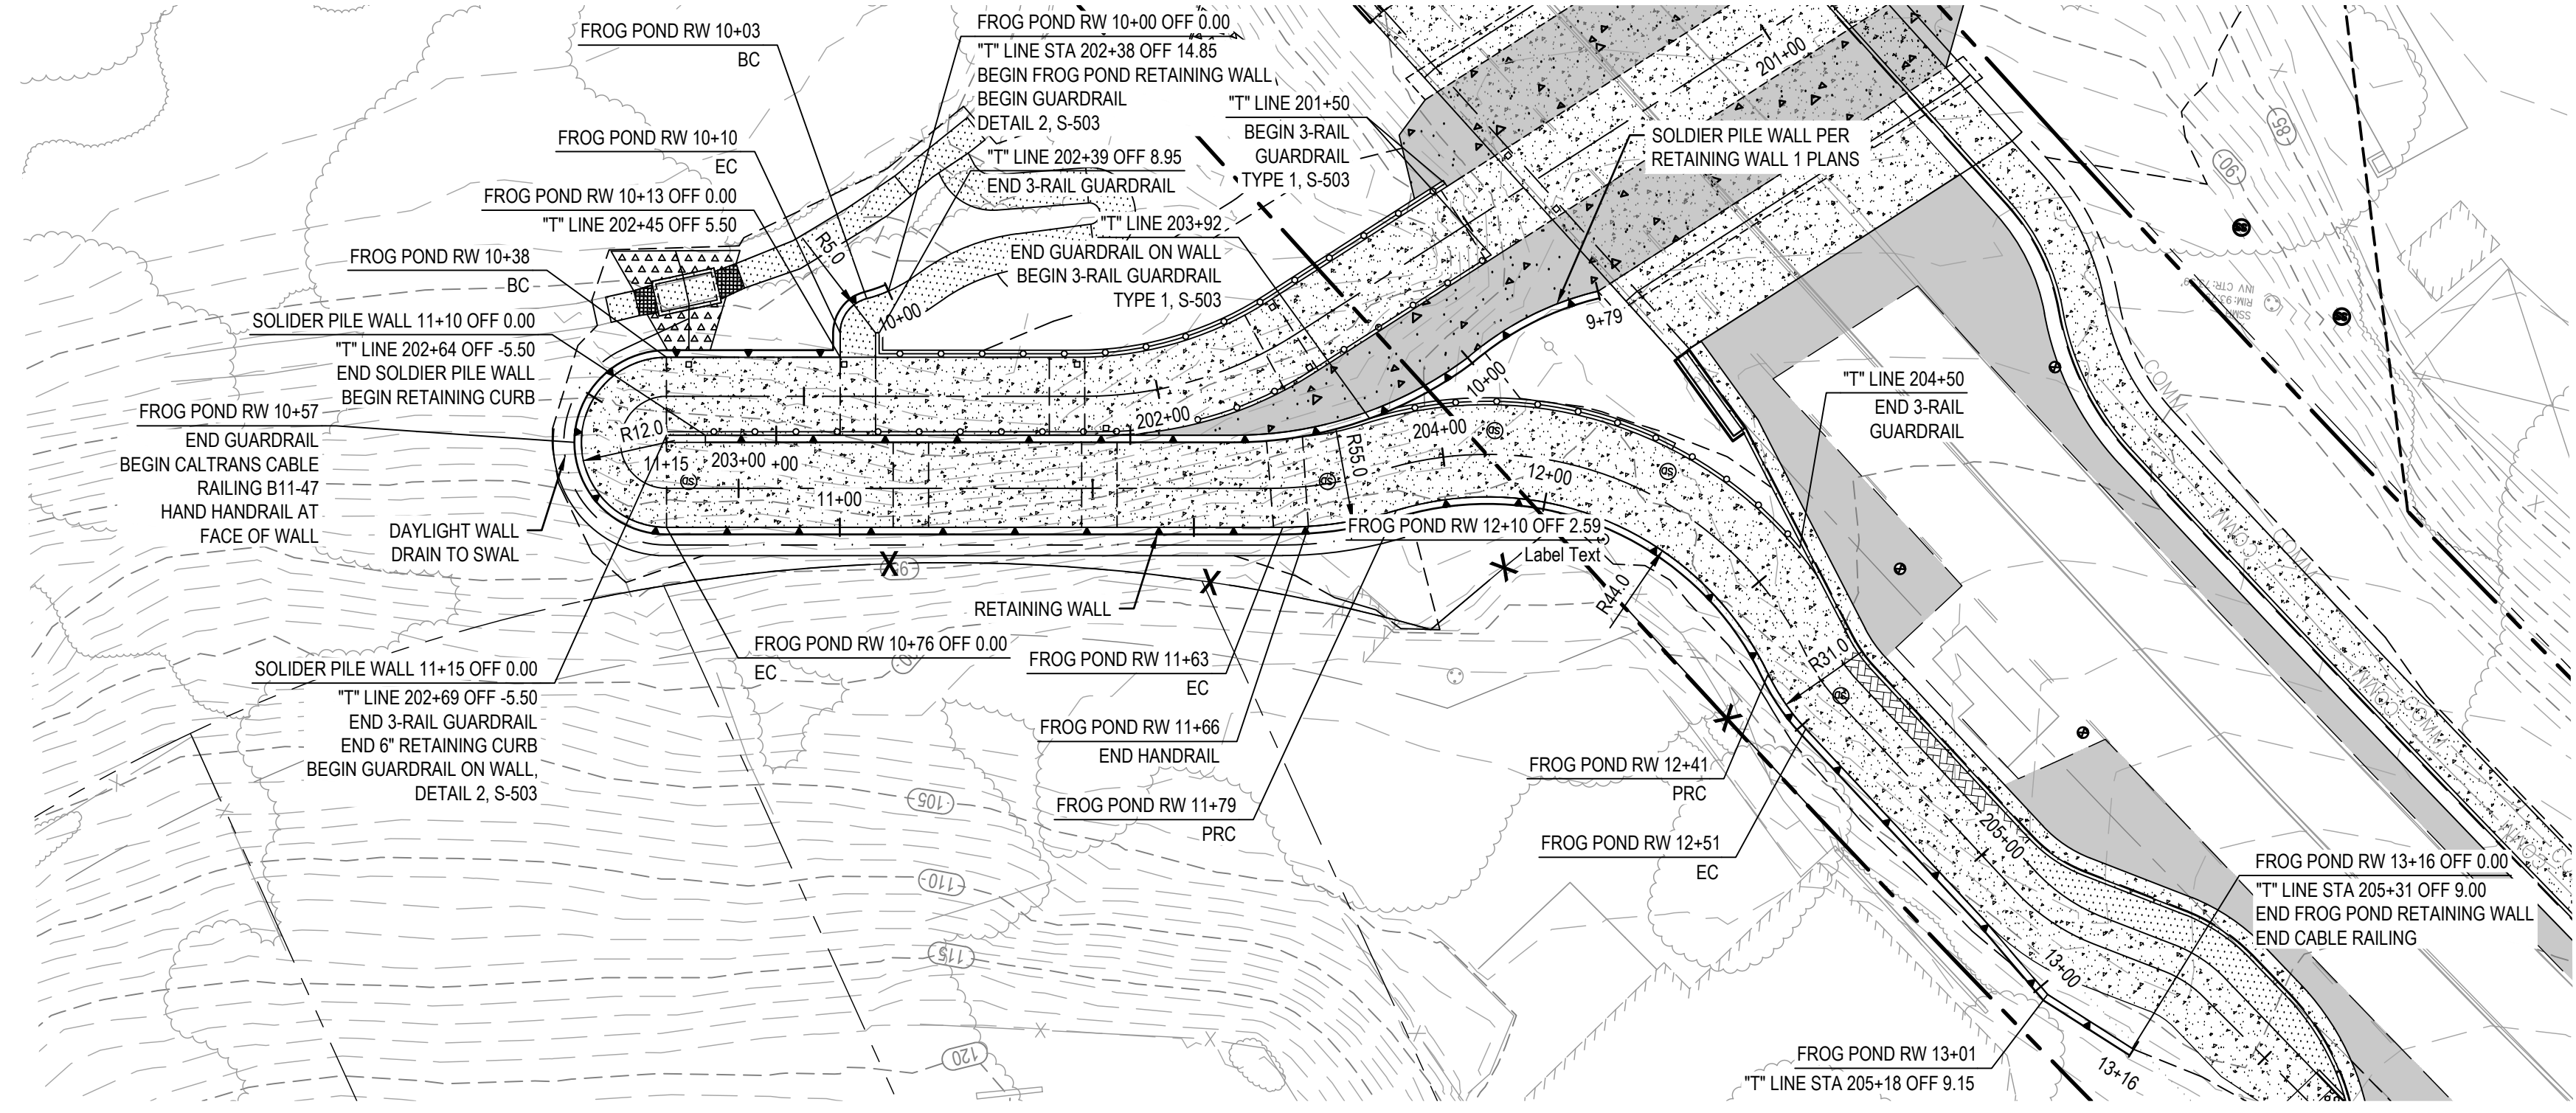 FROG POND RW 10+03
BC
FROG POND RW 10+00 OFF 0.00
"T" LINE STA 202+38 OFF 14.85
BEGIN FROG POND RETAINING WALL
BEGIN GUARDRAIL
DETAIL 2, S-503
"T" LINE 202+39 OFF 8.95
END 3-RAIL GUARDRAIL
"T" LINE 201+50
BEGIN 3-RAIL
GUARDRAIL
TYPE 1, S-503
201+00
SOLDIER PILE WALL PER
RETAINING WALL 1 PLANS
85
90
FROG POND RW 10+10
EC
FROG POND RW 10+13 OFF 0.00
"T" LINE 202+45 OFF 5.50
"T" LINE 203+92
END GUARDRAIL ON WALL
BEGIN 3-RAIL GUARDRAIL
TYPE 1, S-503
R5.0
10+00
9+79
FROG POND RW 10+38
BC
SOLIDER PILE WALL 11+10 OFF 0.00
"T" LINE 202+64 OFF -5.50
END SOLDIER PILE WALL
BEGIN RETAINING CURB
FROG POND RW 10+57
END GUARDRAIL
BEGIN CALTRANS CABLE
RAILING B11-47
HAND HANDRAIL AT
FACE OF WALL
DAYLIGHT WALL
DRAIN TO SWAL
R12.0
11+15
203+00
+00
11+00
202+00
R55.0
10+00
204+00
12+00
SD
SD
SD
SD
SD
"T" LINE 204+50
END 3-RAIL
GUARDRAIL
FROG POND RW 12+10 OFF 2.59
Label Text
R44.0
R31.0
RETAINING WALL
FROG POND RW 10+76 OFF 0.00
EC
FROG POND RW 11+63
EC
FROG POND RW 11+66
END HANDRAIL
FROG POND RW 11+79
PRC
SOLIDER PILE WALL 11+15 OFF 0.00
"T" LINE 202+69 OFF -5.50
END 3-RAIL GUARDRAIL
END 6" RETAINING CURB
BEGIN GUARDRAIL ON WALL,
DETAIL 2, S-503
FROG POND RW 12+41
PRC
FROG POND RW 12+51
EC
105
110
115
120
COMM
COMM
COMM
COMM
COMM
205+00
13+00
13+16
FROG POND RW 13+16 OFF 0.00
"T" LINE STA 205+31 OFF 9.00
END FROG POND RETAINING WALL
END CABLE RAILING
FROG POND RW 13+01
"T" LINE STA 205+18 OFF 9.15